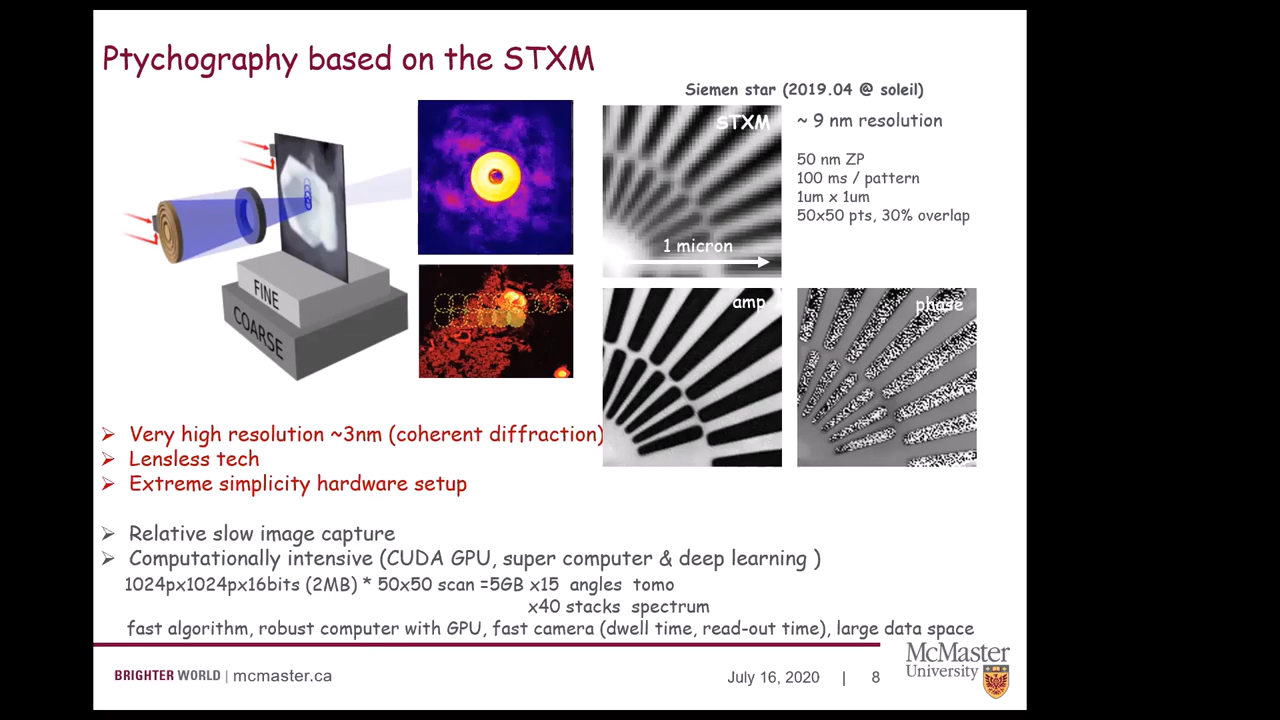 Ptychography based on the STXM
Siemen star (2019.04 @ soleil)
STXM
1 micron
~ 9 nm resolution
50 nm ZP
100 ms / pattern
1um x 1um
50x50 pts, 30% overlap
FINE
COARSE
amp
phase
➢ Very high resolution ~3nm (coherent diffraction)
➢ Lensless tech
➢ Extreme simplicity hardware setup
➢ Relative slow image capture
➢ Computationally intensive (CUDA GPU, super computer & deep learning )
1024px1024px16bits (2MB) * 50x50 scan =5GB x15 angles tomo
x40 stacks spectrum
fast algorithm, robust computer with GPU, fast camera (dwell time, read-out time), large data space
BRIGHTER WORLD | mcmaster.ca
July 16, 2020 | 8
McMaster
University